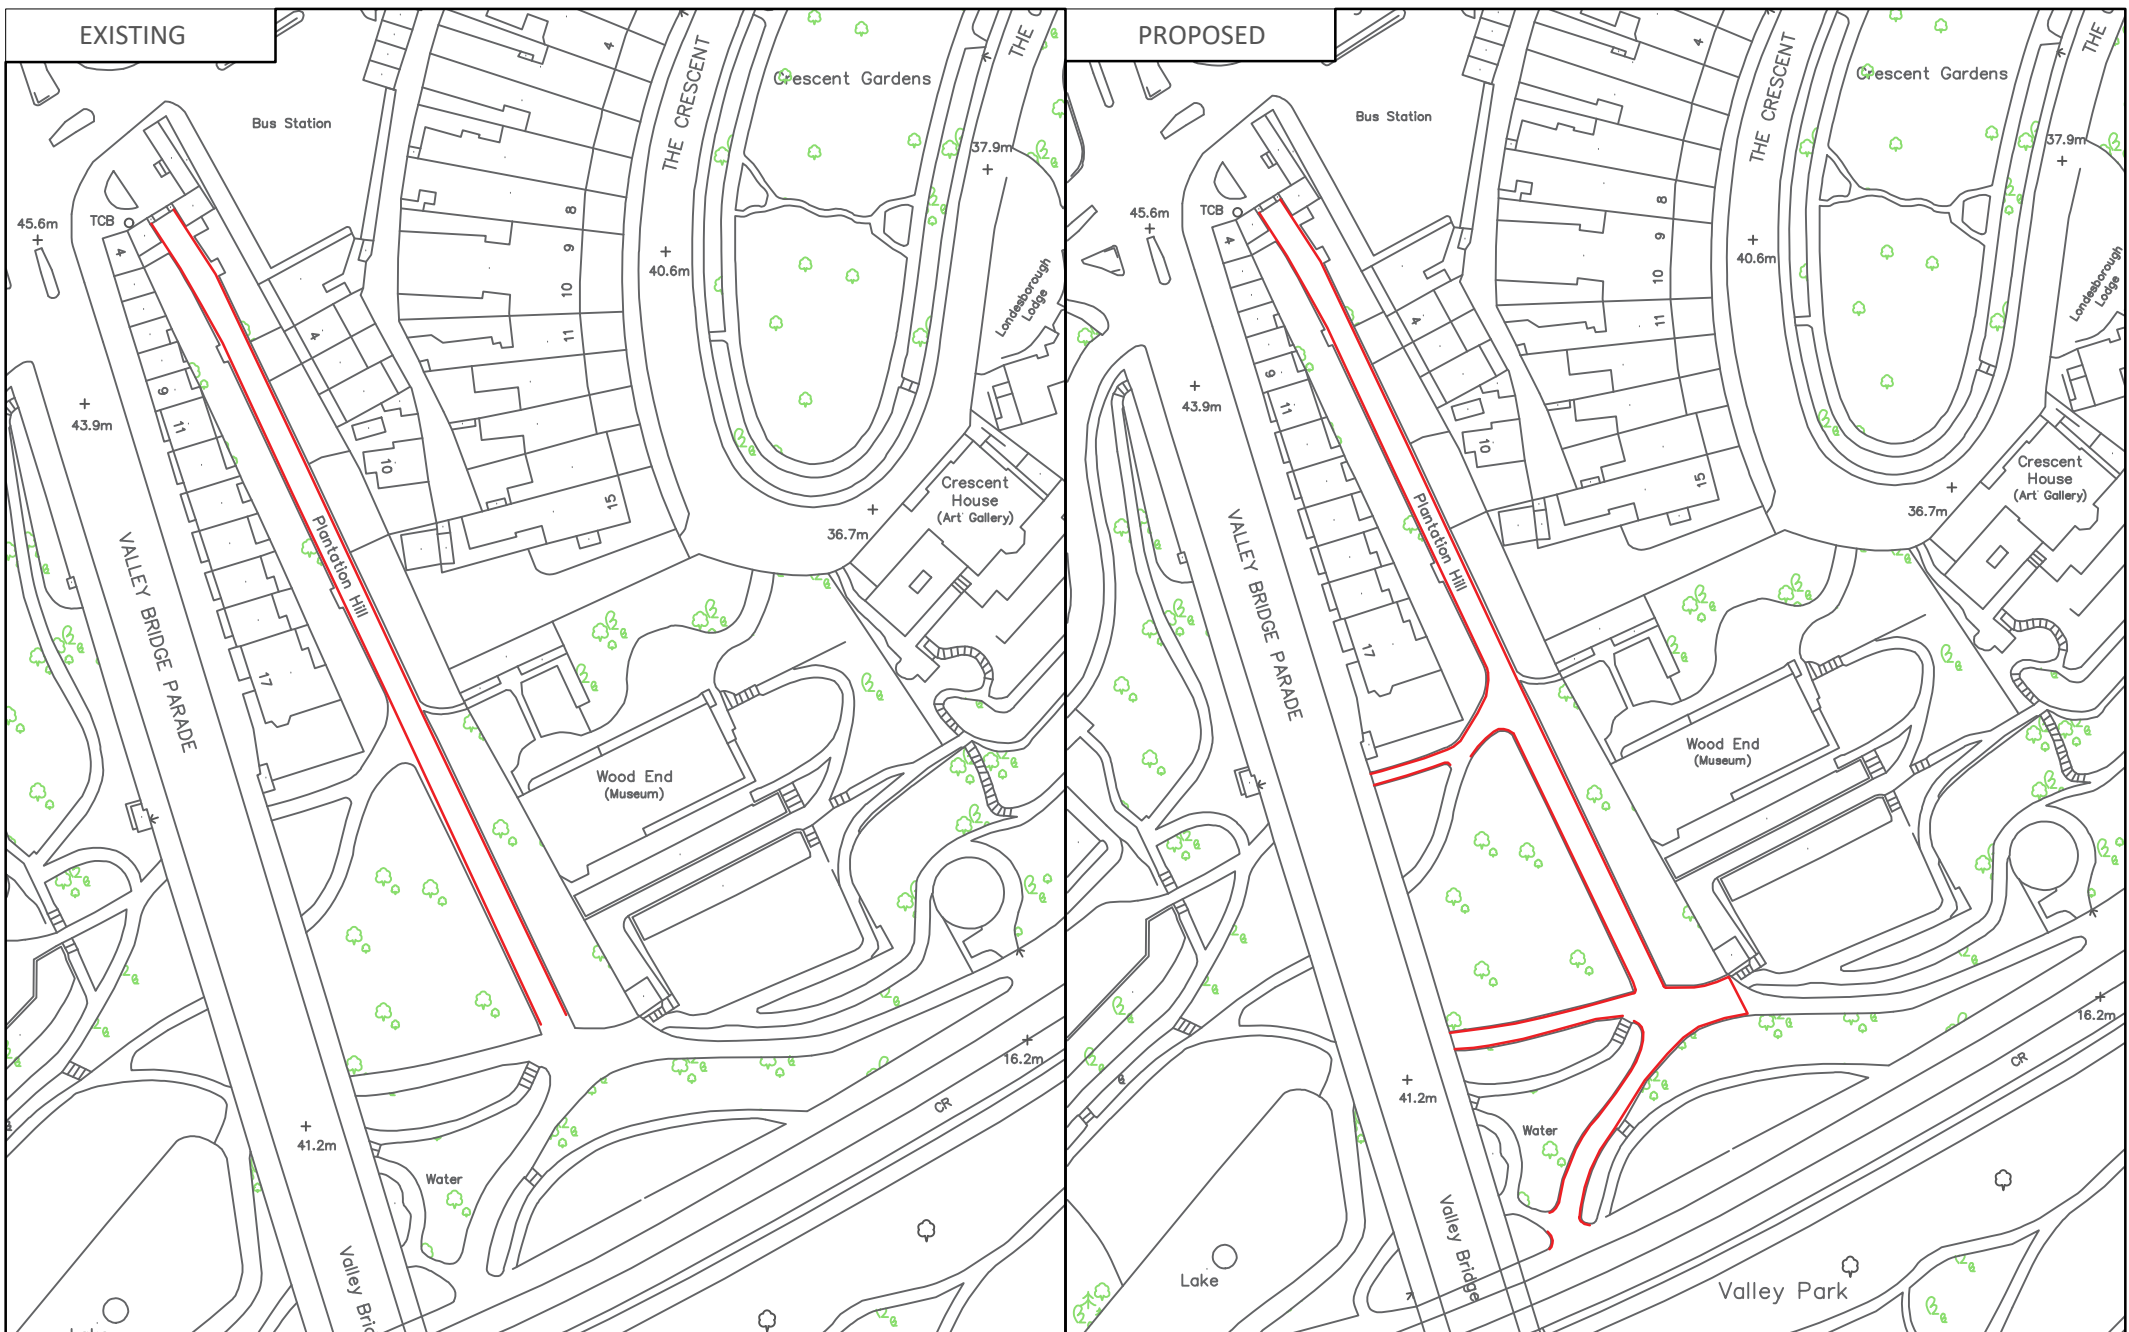 EXISTING
Bus Station
THE CRESCENT
Crescent Gardens
THE
4
37.9m
TCB
45.6m
4
8
9
10
11
40.6m
Londesborough
Lodge
4
9
11
43.9m
10
15
Crescent
House
(Art Gallery)
36.7m
Plantation Hill
VALLEY BRIDGE PARADE
17
Wood End
(Museum)
16.2m
CR
41.2m
Water
Valley Bric
PROPOSED
Bus Station
THE CRESCENT
Crescent Gardens
THE
4
37.9m
TCB
45.6m
4
8
9
10
11
40.6m
Londesborough
Lodge
4
9
11
43.9m
10
15
Crescent
House
(Art Gallery)
36.7m
Plantation Hill
VALLEY BRIDGE PARADE
17
Wood End
(Museum)
16.2m
CR
41.2m
Water
Valley Bridge
Lake
Valley Park